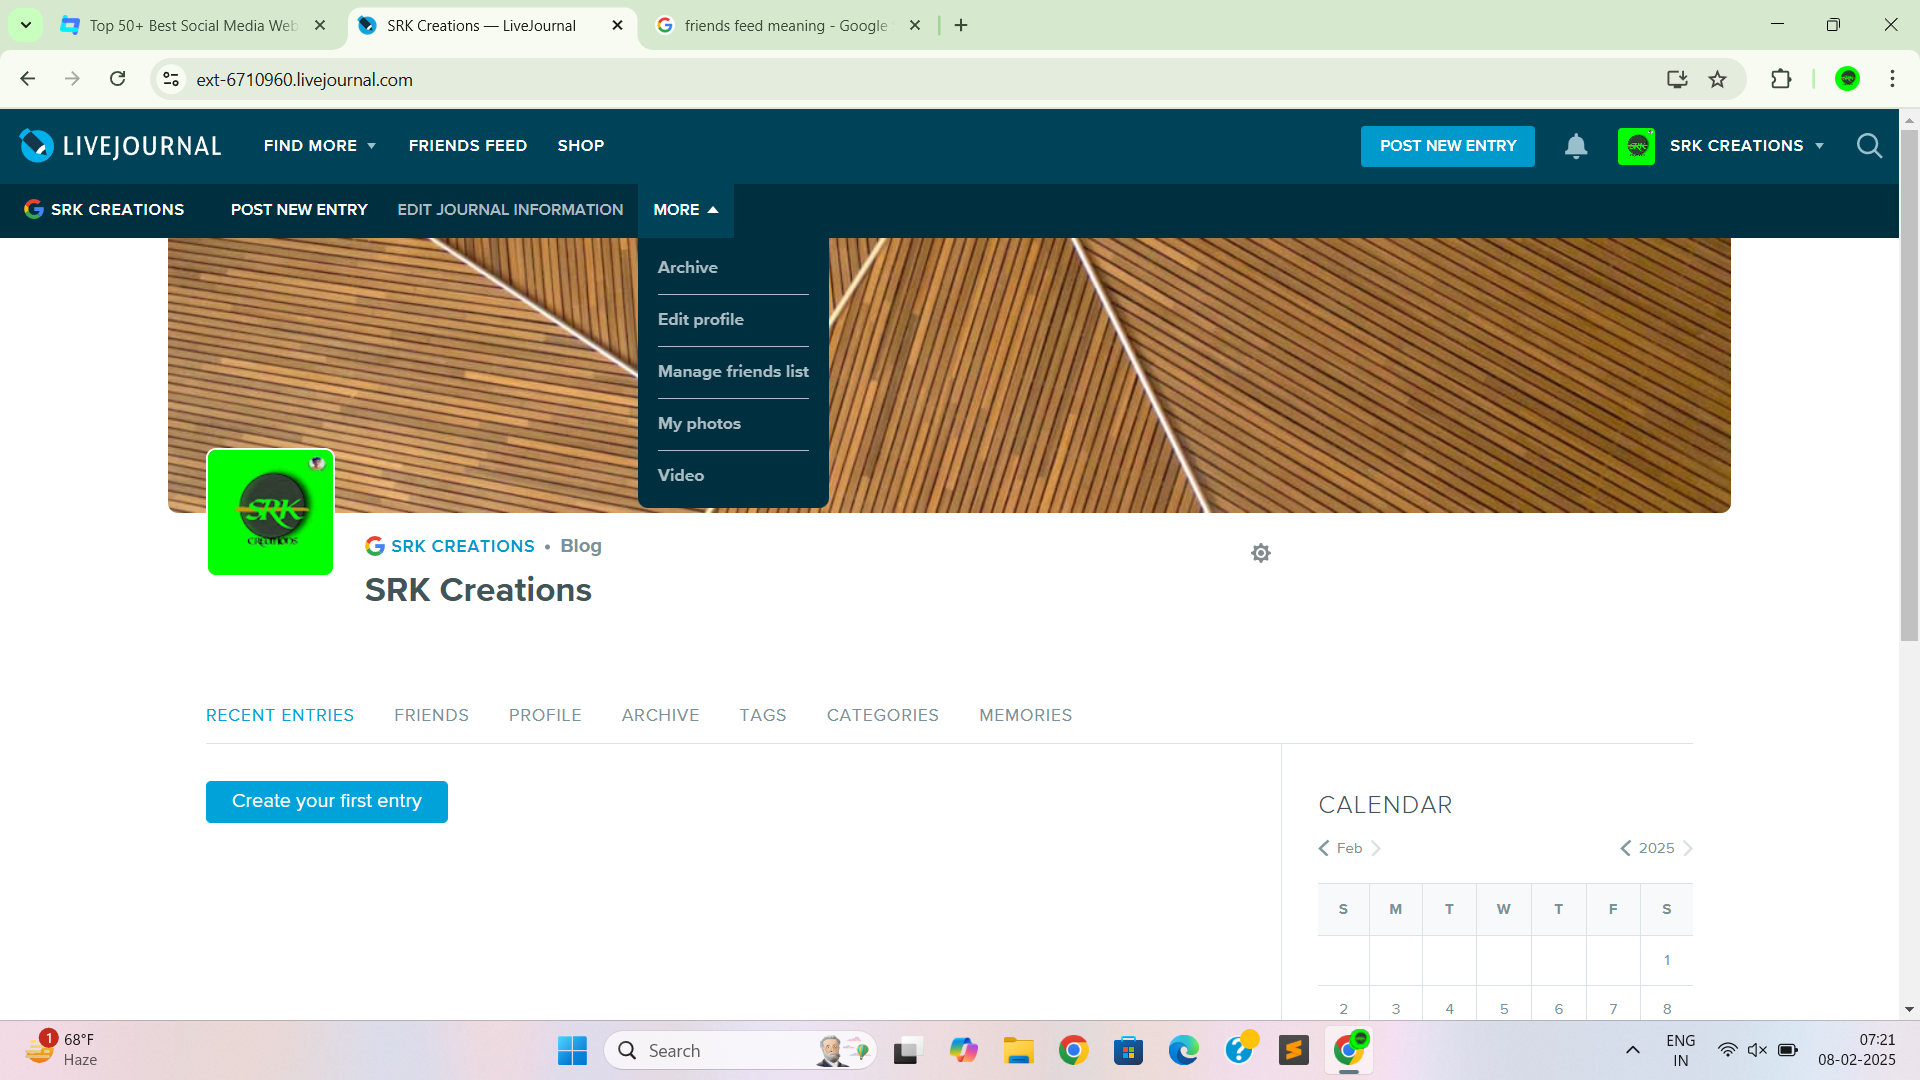 Top 50+ Best Social Media Web
SRK Creations — LiveJournal
friends feed meaning - Google
ext-6710960.livejournal.com
LIVEJOURNAL
FIND MORE
FRIENDS FEED
SHOP
POST NEW ENTRY
SRK CREATIONS
SRK CREATIONS
POST NEW ENTRY
EDIT JOURNAL INFORMATION
MORE
Archive
Edit profile
Manage friends list
My photos
Video
SRK
CREATIONS
SRK CREATIONS • Blog
SRK Creations
RECENT ENTRIES
FRIENDS
PROFILE
ARCHIVE
TAGS
CATEGORIES
MEMORIES
Create your first entry
CALENDAR
Feb
2025
S M T W T F S
1
2 3 4 5 6 7 8
1
68°F
Haze
Search
ENG
IN
07:21
08-02-2025